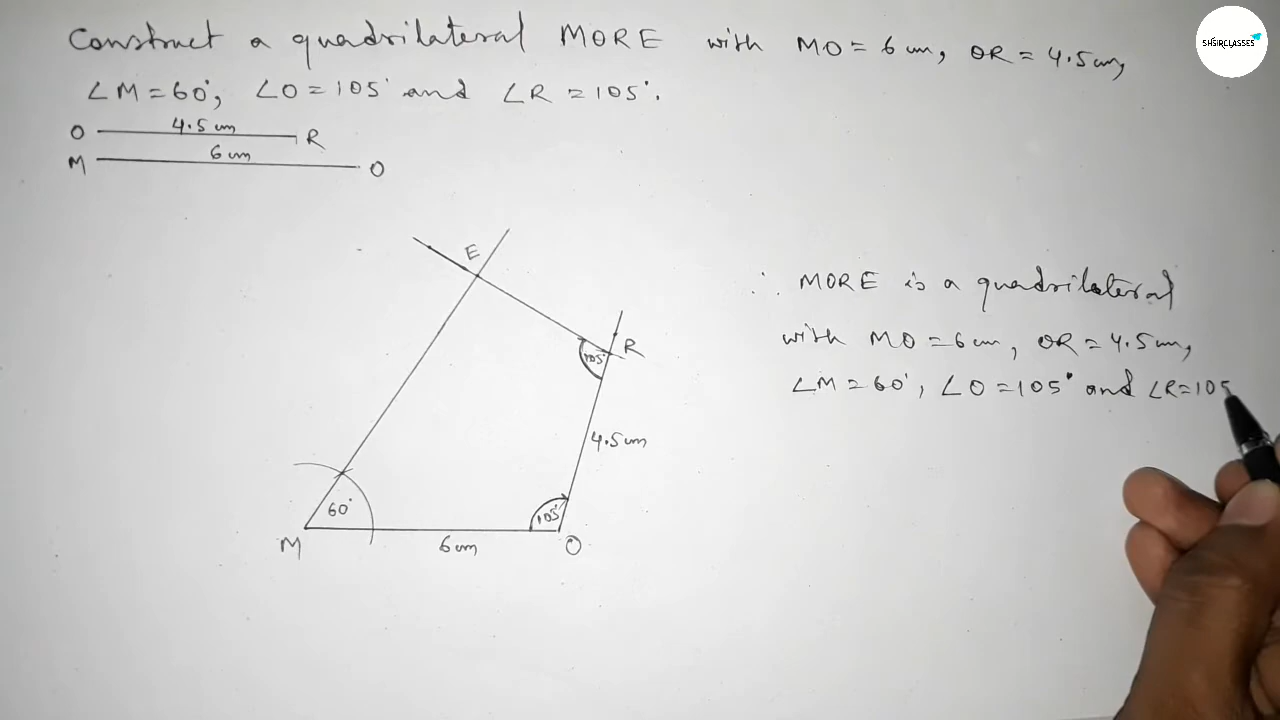 Construct a quadrilateral MORE with MO = 6 cm, OR = 4.5 cm,
∠M = 60°, ∠O = 105° and ∠R = 105°.
O 4.5 cm R
M 6 cm O
SHSIRCLASSES
E
R
105°
4.5 cm
60°
105°
M 6 cm O
∴ MORE is a quadrilateral
with MO = 6 cm, OR = 4.5 cm,
∠M = 60°, ∠O = 105° and ∠R = 105